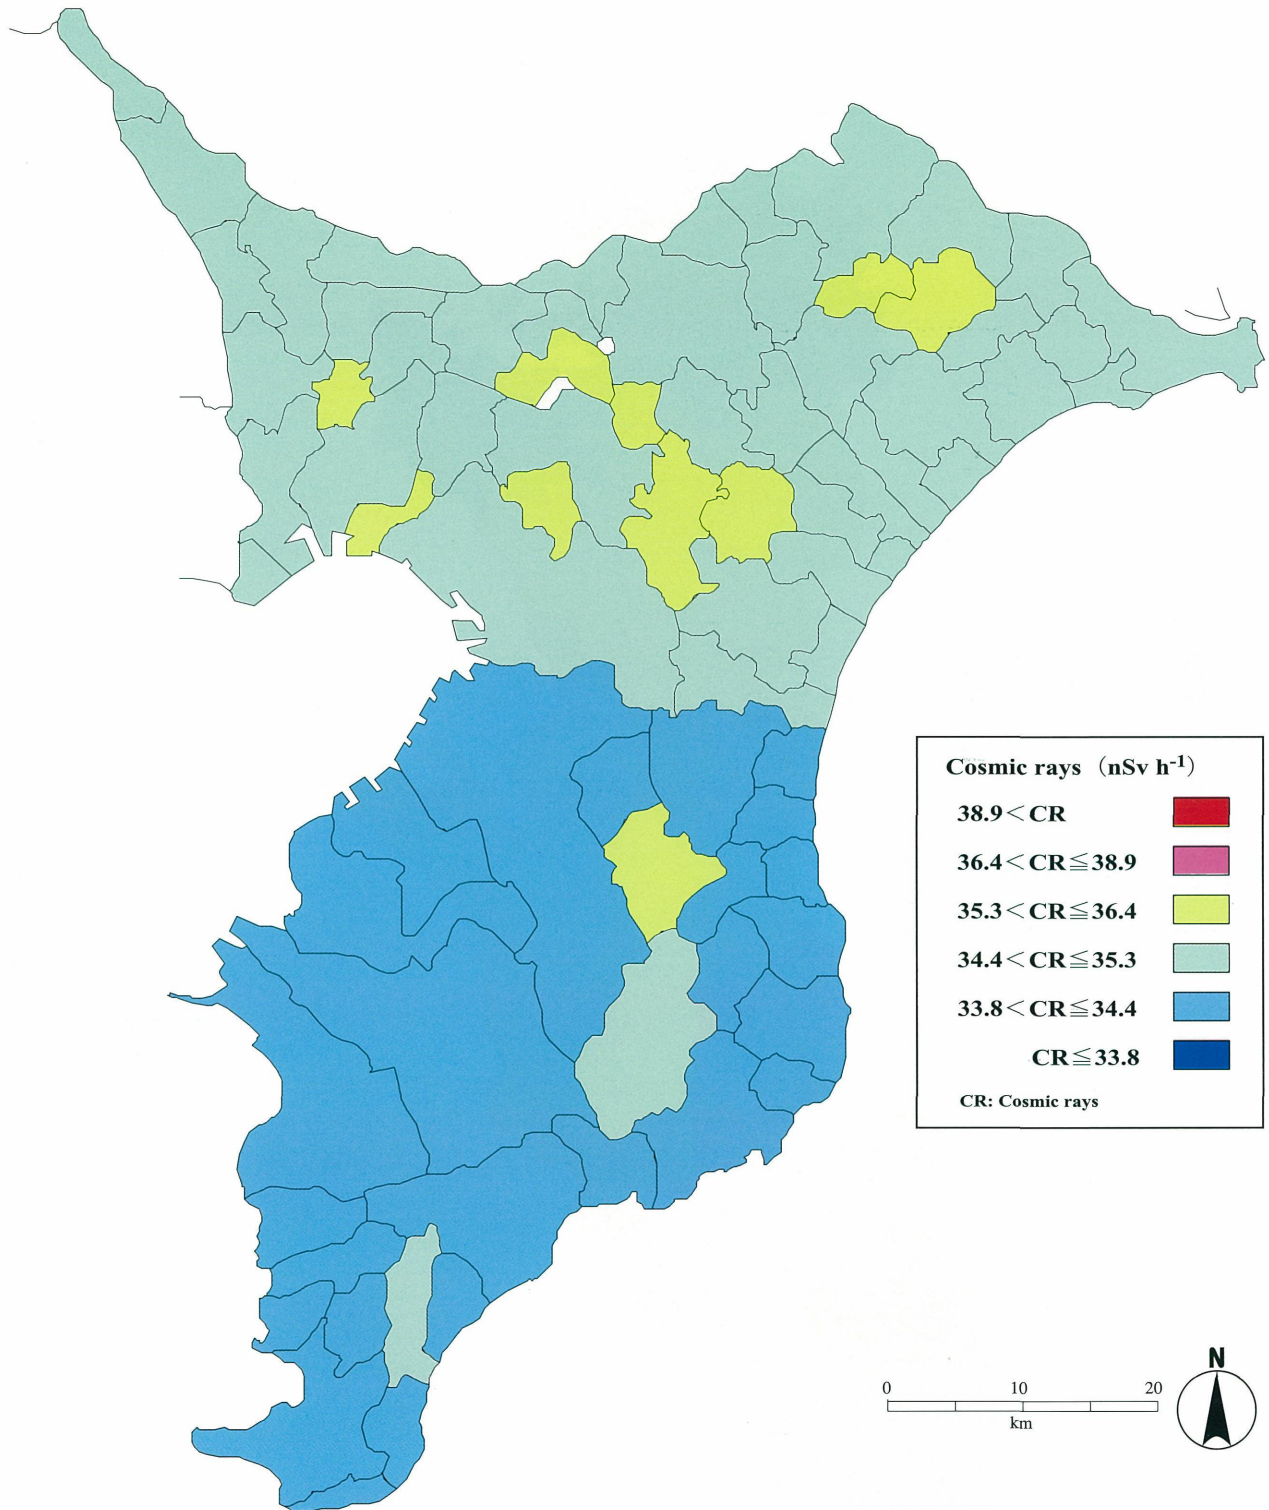 Cosmic rays （nSv h⁻¹）
38.9＜CR
36.4＜CR≦38.9
35.3＜CR≦36.4
34.4＜CR≦35.3
33.8＜CR≦34.4
CR≦33.8
CR: Cosmic rays
N
0 10 20
km